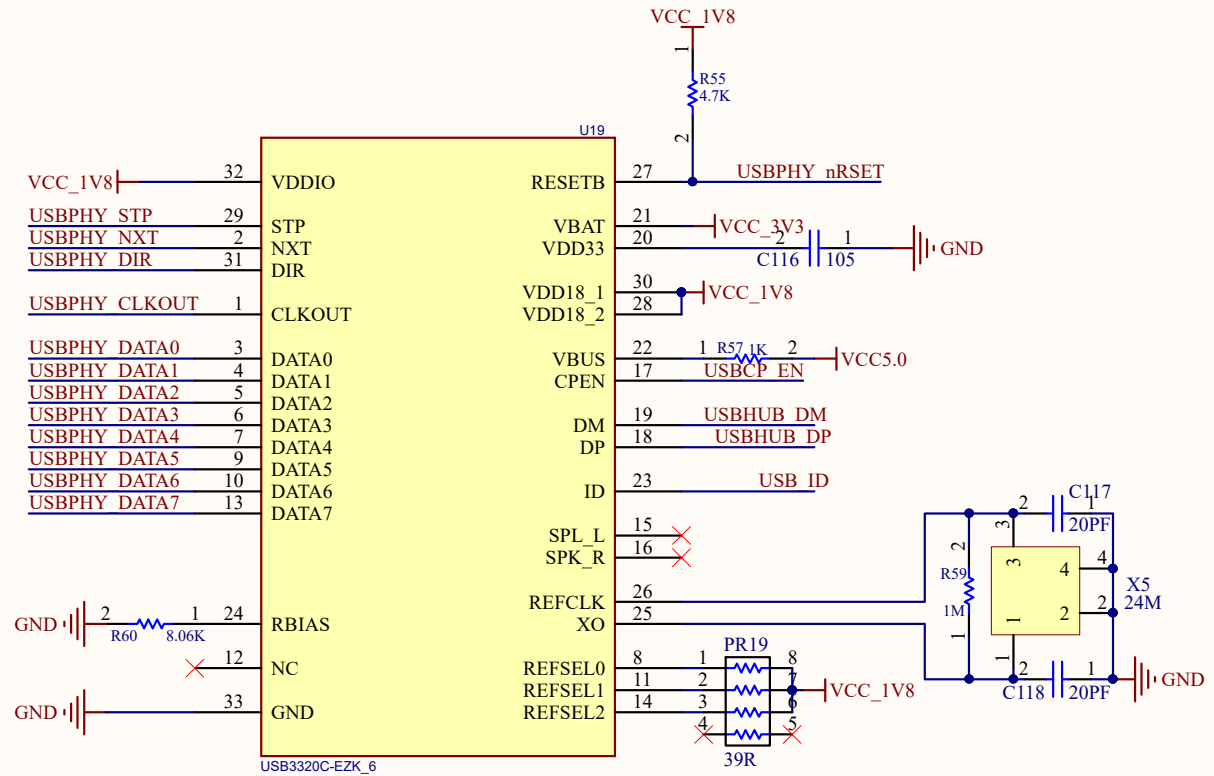 VCC_1V8
1
R55
4.7K
2
U19
VCC_1V8
32
VDDIO
RESETB
27
USBPHY_nRSET
USBPHY_STP
29
STP
VBAT
21
VCC_3V3
USBPHY_NXT
2
NXT
VDD33
20
2
1
GND
C116
105
USBPHY_DIR
31
DIR
VDD18_1
30
VCC_1V8
USBPHY_CLKOUT
1
CLKOUT
VDD18_2
28
USBPHY_DATA0
3
DATA0
VBUS
22
1
R57
1K
2
VCC5.0
USBPHY_DATA1
4
DATA1
CPEN
17
USBCP_EN
USBPHY_DATA2
5
DATA2
USBPHY_DATA3
6
DATA3
DM
19
USBHUB_DM
USBPHY_DATA4
7
DATA4
DP
18
USBHUB_DP
USBPHY_DATA5
9
DATA5
USBPHY_DATA6
10
DATA6
ID
23
USB_ID
USBPHY_DATA7
13
DATA7
SPL_L
15
SPK_R
16
REFCLK
26
XO
25
2
C117
1
20PF
3
3
2
R59
1M
1
4
4
2
2
X5
24M
1
1
2
C118
1
20PF
GND
GND
2
R60
1
8.06K
24
RBIAS
12
NC
GND
33
GND
PR19
REFSEL0
8
1
8
REFSEL1
11
2
7
VCC_1V8
REFSEL2
14
3
6
4
5
39R
USB3320C-EZK_6